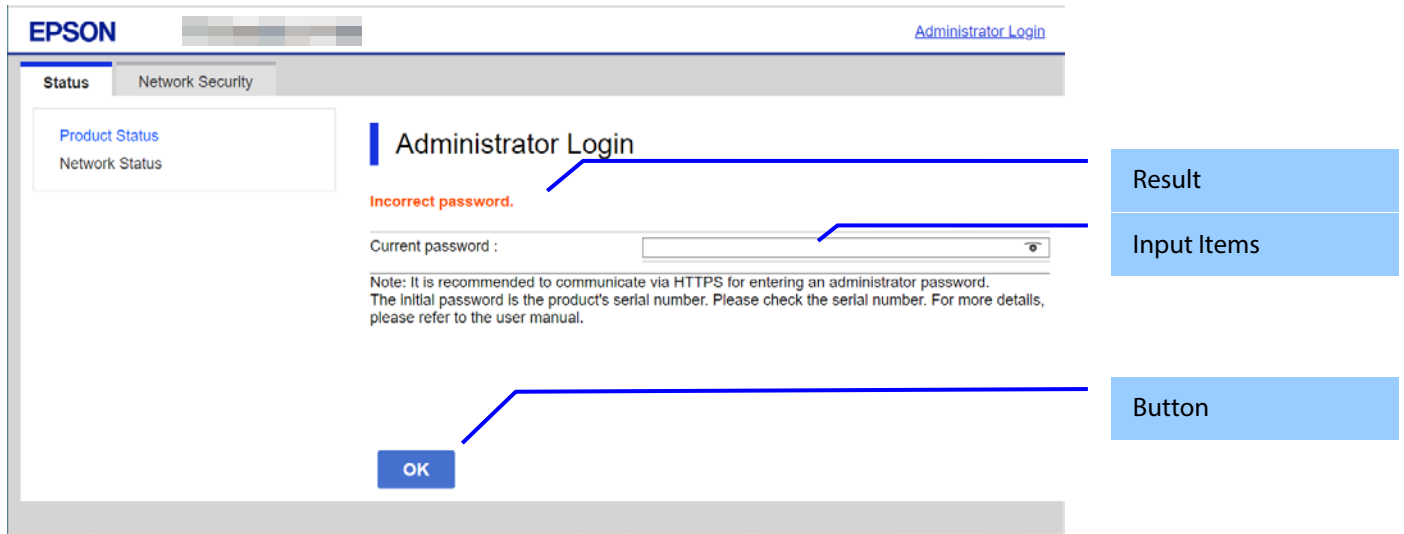 EPSON
Administrator Login
Status
Network Security
Product Status
Network Status
Administrator Login
Incorrect password.
Current password :
Note: It is recommended to communicate via HTTPS for entering an administrator password.
The initial password is the product's serial number. Please check the serial number. For more details,
please refer to the user manual.
OK
Result
Input Items
Button